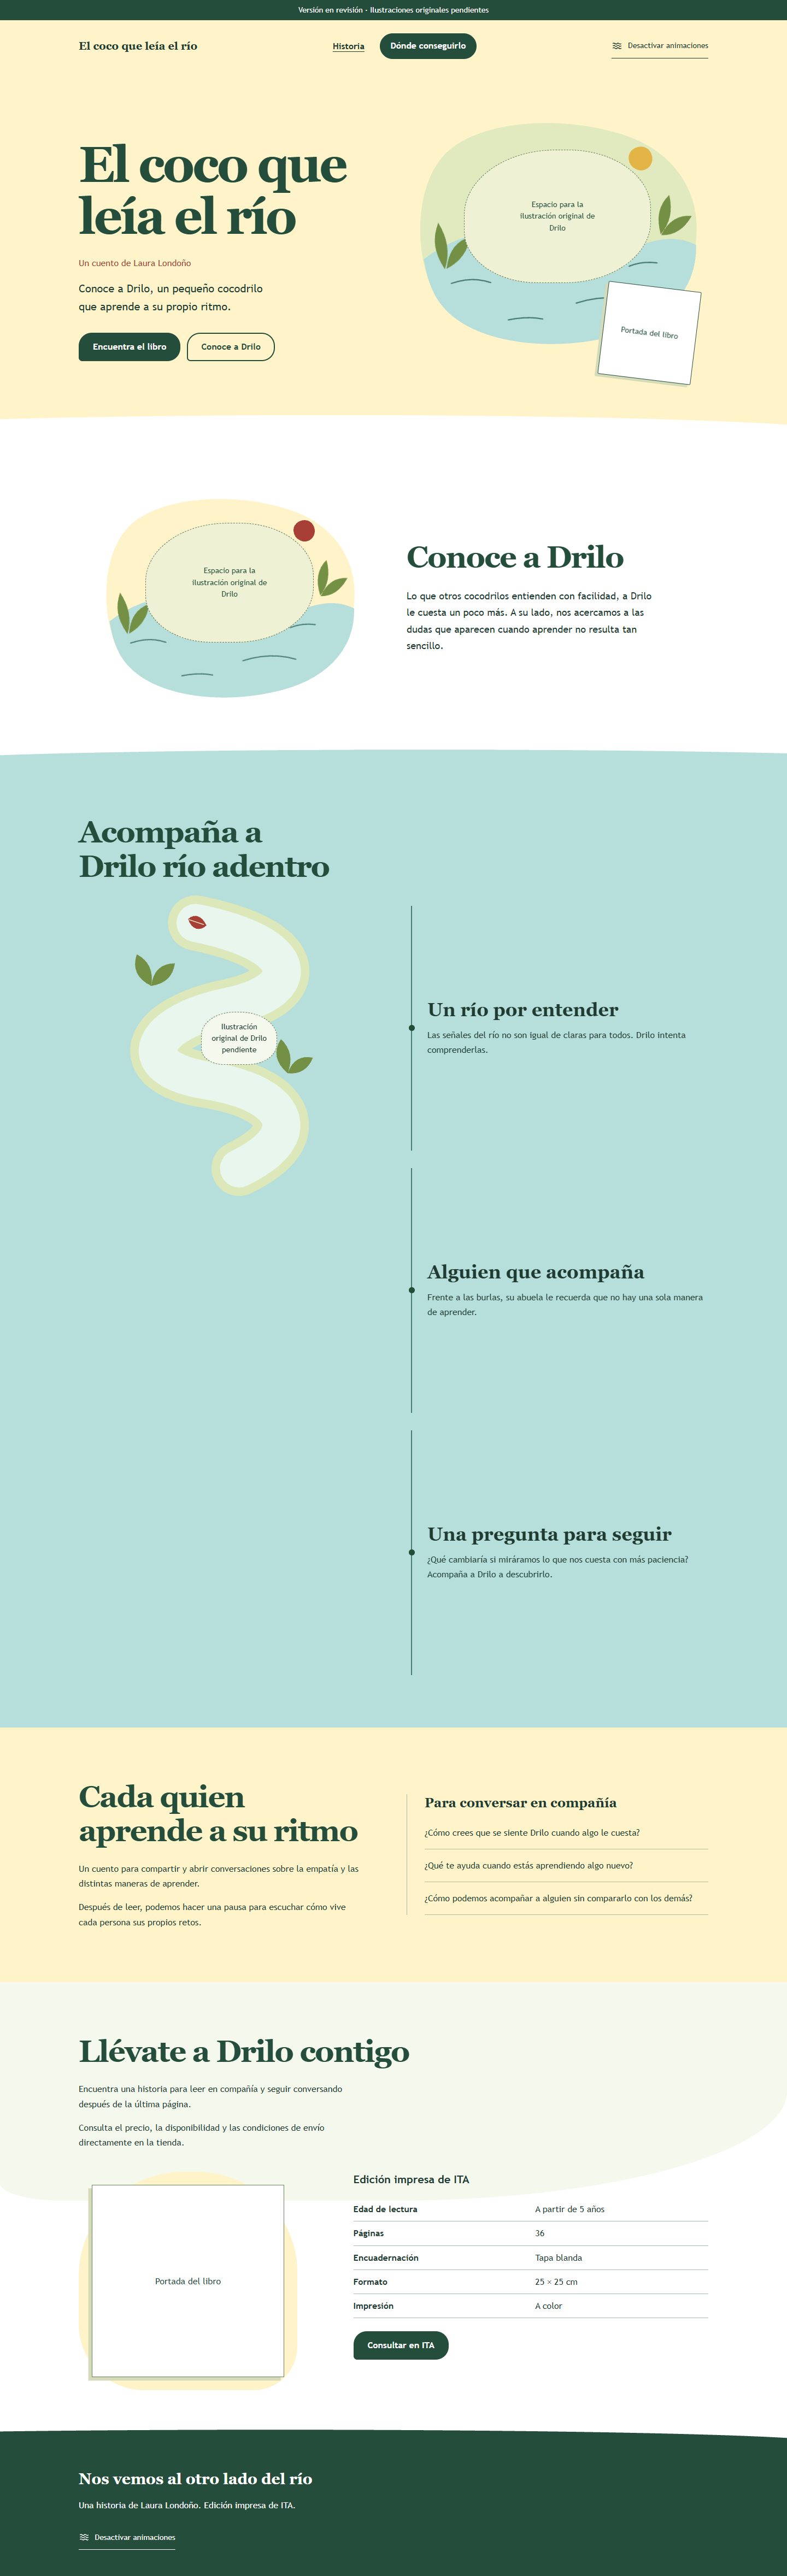 Versión en revisión · Ilustraciones originales pendientes
El coco que leía el río
Historia
Dónde conseguirlo
Desactivar animaciones
El coco que
leía el río
Un cuento de Laura Londoño
Conoce a Drilo, un pequeño cocodrilo
que aprende a su propio ritmo.
Encuentra el libro
Conoce a Drilo
Espacio para la
ilustración original de
Drilo
Portada del libro
Espacio para la
ilustración original de
Drilo
Conoce a Drilo
Lo que otros cocodrilos entienden con facilidad, a Drilo
le cuesta un poco más. A su lado, nos acercamos a las
dudas que aparecen cuando aprender no resulta tan
sencillo.
Acompaña a
Drilo río adentro
Ilustración
original de Drilo
pendiente
Un río por entender
Las señales del río no son igual de claras para todos. Drilo intenta
comprenderlas.
Alguien que acompaña
Frente a las burlas, su abuela le recuerda que no hay una sola manera
de aprender.
Una pregunta para seguir
¿Qué cambiaría si miráramos lo que nos cuesta con más paciencia?
Acompaña a Drilo a descubrirlo.
Cada quien
aprende a su ritmo
Un cuento para compartir y abrir conversaciones sobre la empatía y las
distintas maneras de aprender.
Después de leer, podemos hacer una pausa para escuchar cómo vive
cada persona sus propios retos.
Para conversar en compañía
¿Cómo crees que se siente Drilo cuando algo le cuesta?
¿Qué te ayuda cuando estás aprendiendo algo nuevo?
¿Cómo podemos acompañar a alguien sin compararlo con los demás?
Llévate a Drilo contigo
Encuentra una historia para leer en compañía y seguir conversando
después de la última página.
Consulta el precio, la disponibilidad y las condiciones de envío
directamente en la tienda.
Portada del libro
Edición impresa de ITA
Edad de lectura A partir de 5 años
Páginas 36
Encuadernación Tapa blanda
Formato 25 × 25 cm
Impresión A color
Consultar en ITA
Nos vemos al otro lado del río
Una historia de Laura Londoño. Edición impresa de ITA.
Desactivar animaciones